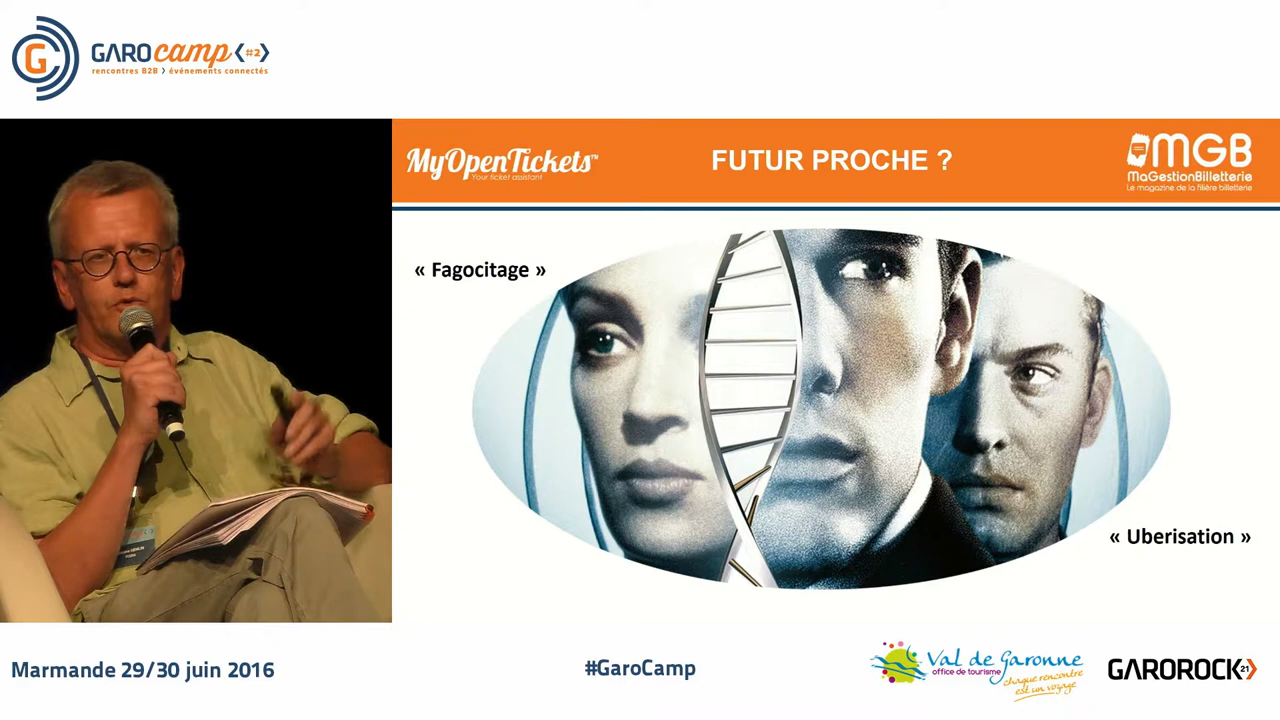 GAROcamp <#2>
rencontres B2B > événements connectés
MyOpenTickets™
Your ticket assistant
FUTUR PROCHE ?
MGB
MaGestionBilletterie
Le magazine de la filière billetterie
« Fagocitage »
« Uberisation »
Marmande 29/30 juin 2016
#GaroCamp
Val de Garonne
office de tourisme
chaque rencontre
est un voyage
GAROROCK 21